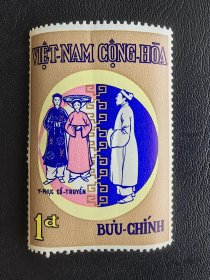 VIỆT-NAM CỘNG-HÒA
Y-PHỤC CỔ-TRUYỀN
1đ
BƯU-CHÍNH